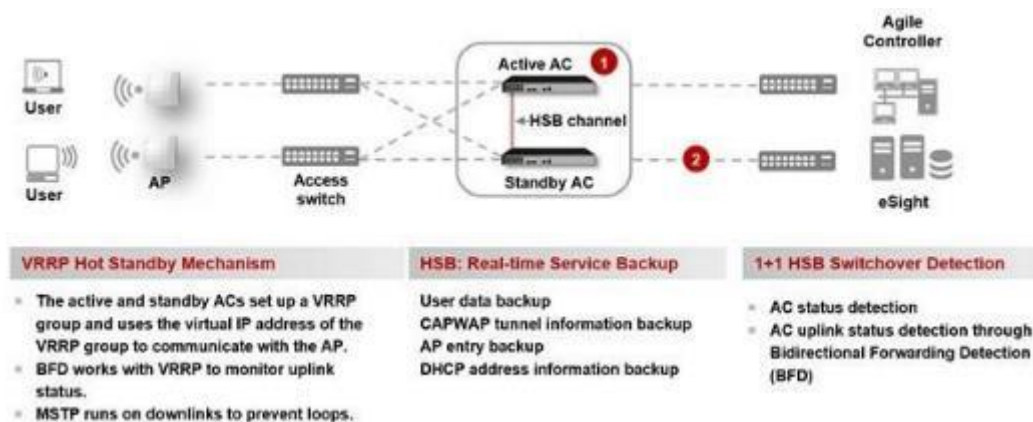 Agile
Controller
Active AC
1
User
HSB channel
2
User
AP
Access
switch
Standby AC
eSight
VRRP Hot Standby Mechanism
The active and standby ACs set up a VRRP
group and uses the virtual IP address of the
VRRP group to communicate with the AP.
BFD works with VRRP to monitor uplink
status.
MSTP runs on downlinks to prevent loops.
HSB: Real-time Service Backup
User data backup
CAPWAP tunnel information backup
AP entry backup
DHCP address information backup
1+1 HSB Switchover Detection
AC status detection
AC uplink status detection through
Bidirectional Forwarding Detection
(BFD)